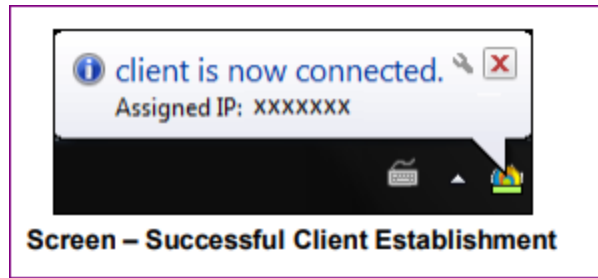 client is now connected.
Assigned IP: xxxxxxx
Screen – Successful Client Establishment